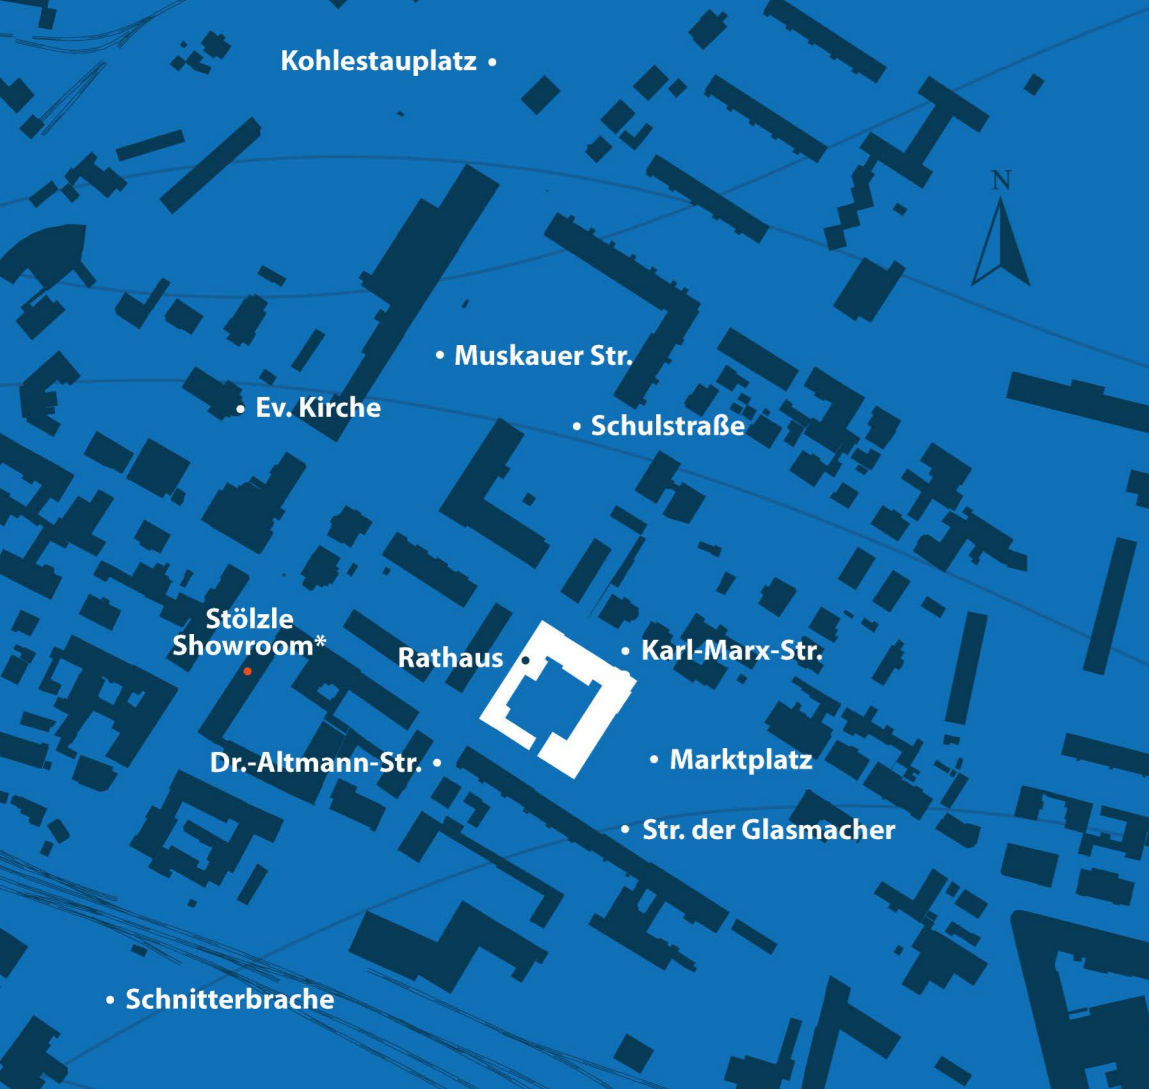 Kohlestauplatz
N
Muskauer Str.
Ev. Kirche
Schulstraße
Stölzle
Showroom*
Rathaus
Karl-Marx-Str.
Dr.-Altmann-Str.
Marktplatz
Str. der Glasmacher
Schnitterbrache